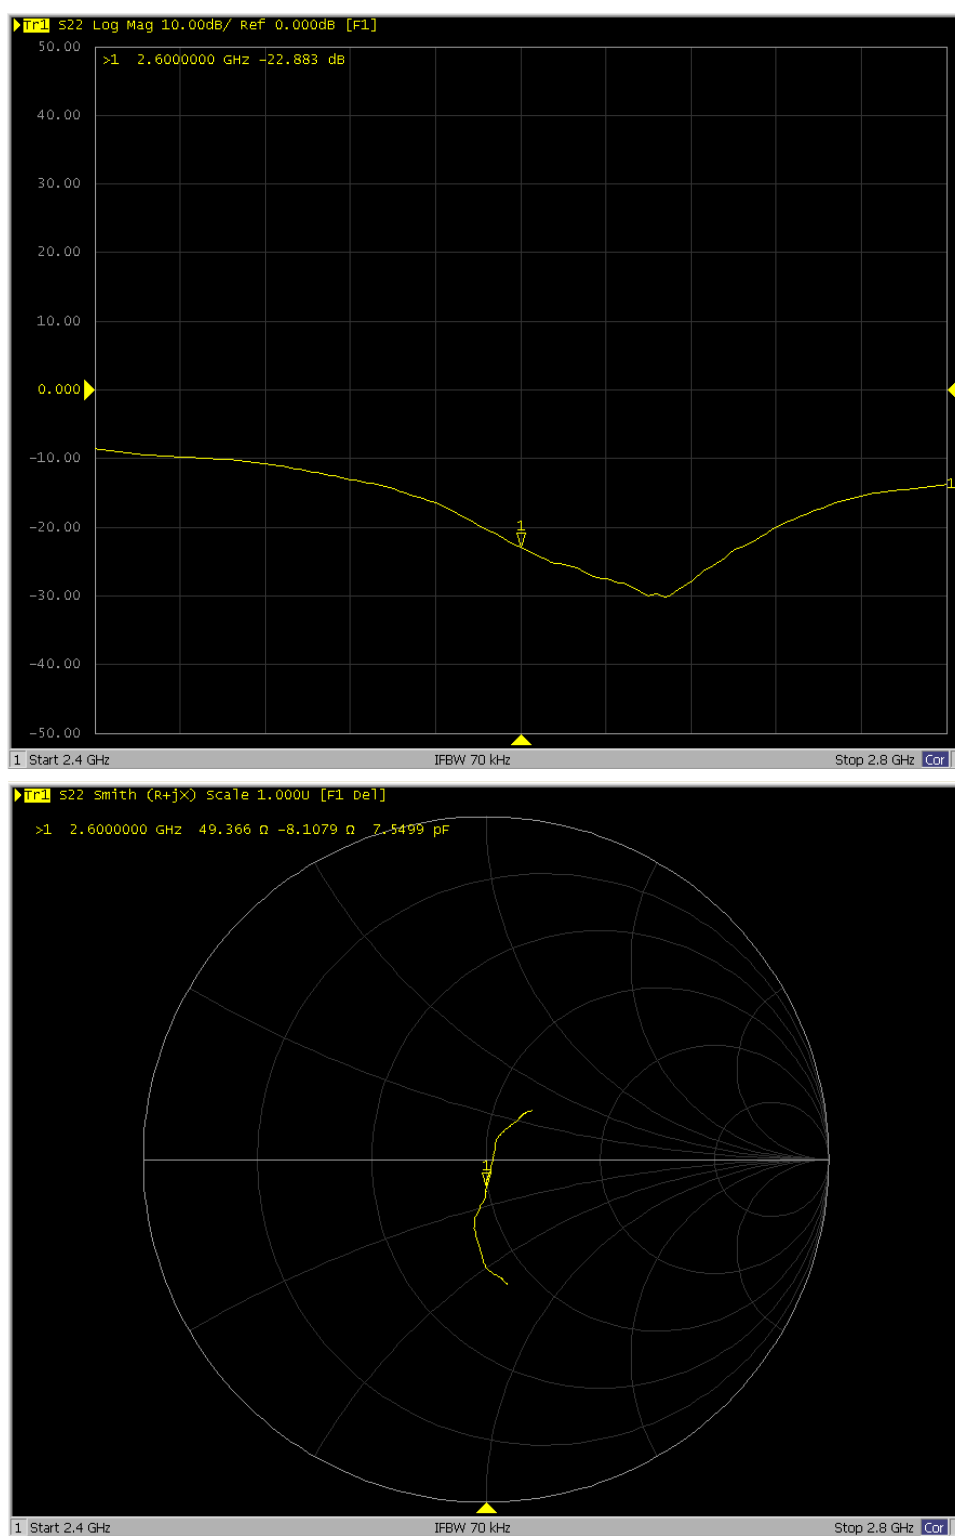 Tr1 S22 Log Mag 10.00dB/ Ref 0.000dB [F1]
50.00
>1 2.6000000 GHz -22.883 dB
40.00
30.00
20.00
10.00
0.000
-10.00
1
-20.00
1
-30.00
-40.00
-50.00
1 Start 2.4 GHz IFBW 70 kHz Stop 2.8 GHz Cor
Tr1 S22 Smith (R+jX) Scale 1.000U [F1 Del]
>1 2.6000000 GHz 49.366 Ω -8.1079 Ω 7.5499 pF
1
1 Start 2.4 GHz IFBW 70 kHz Stop 2.8 GHz Cor